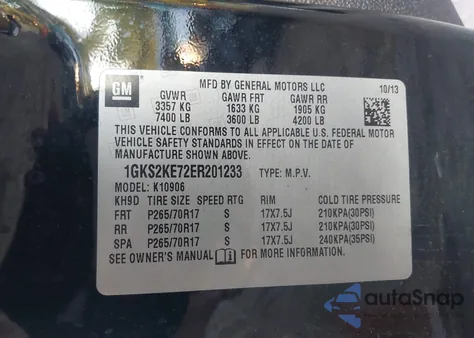 GM
MFD BY GENERAL MOTORS LLC 10/13
GVWR GAWR FRT GAWR RR
3357 KG 1633 KG 1905 KG
7400 LB 3600 LB 4200 LB
THIS VEHICLE CONFORMS TO ALL APPLICABLE U.S. FEDERAL MOTOR
VEHICLE SAFETY STANDARDS IN EFFECT ON THE DATE OF
MANUFACTURE SHOWN ABOVE.
1GKS2KE72ER201233 TYPE: M.P.V.
MODEL: K10906
KH9D TIRE SIZE SPEED RTG RIM COLD TIRE PRESSURE
FRT P265/70R17 S 17X7.5J 210KPA(30PSI)
RR P265/70R17 S 17X7.5J 210KPA(30PSI)
SPA P265/70R17 S 17X7.5J 240KPA(35PSI)
SEE OWNER'S MANUAL i FOR MORE INFORMATION.
autoSnap